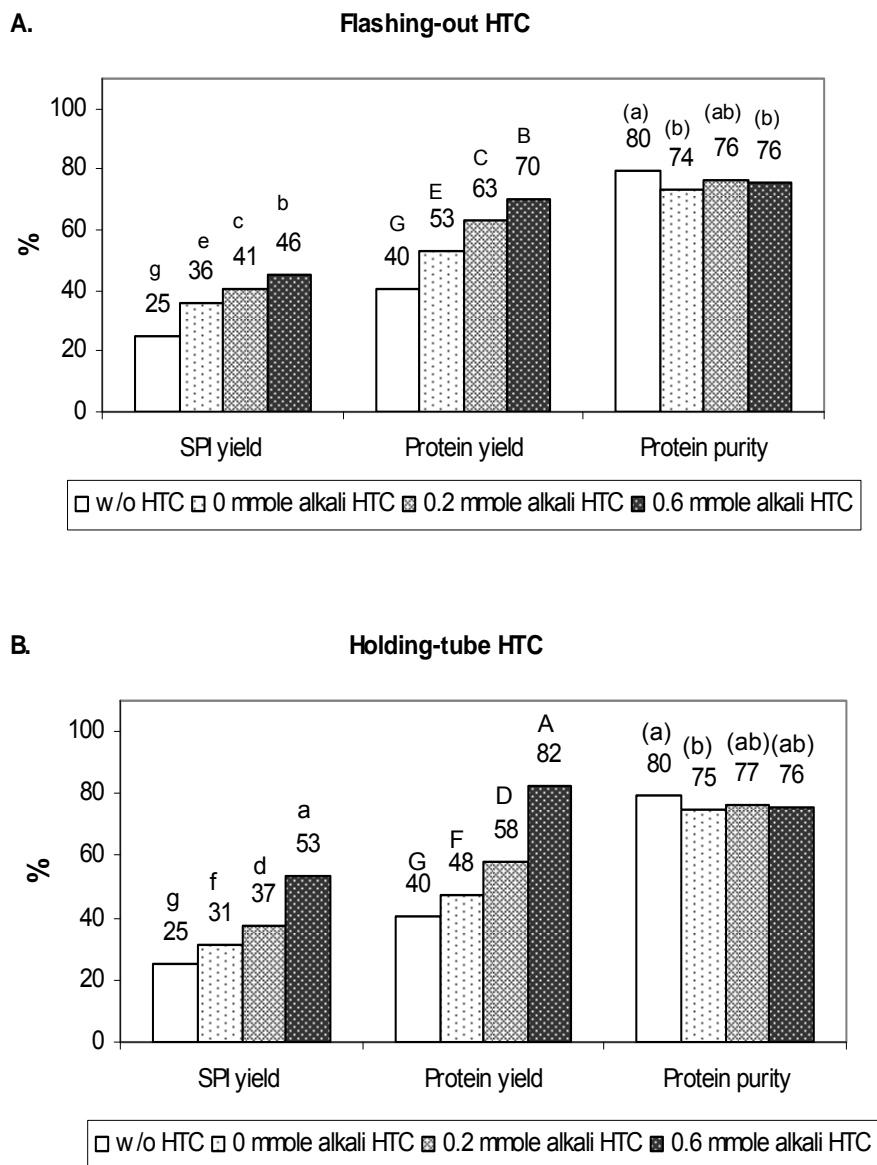 A. Flashing-out HTC
100
80
60
40
20
0
%
g
25
e
36
c
41
b
46
G
40
E
53
C
63
B
70
(a)
80
(b)
74
(ab)
76
(b)
76
SPI yield Protein yield Protein purity
w/o HTC 0 mmole alkali HTC 0.2 mmole alkali HTC 0.6 mmole alkali HTC
B. Holding-tube HTC
100
80
60
40
20
0
%
g
25
f
31
d
37
a
53
G
40
F
48
D
58
A
82
(a)
80
(b)
75
(ab)
77
(ab)
76
SPI yield Protein yield Protein purity
w/o HTC 0 mmole alkali HTC 0.2 mmole alkali HTC 0.6 mmole alkali HTC